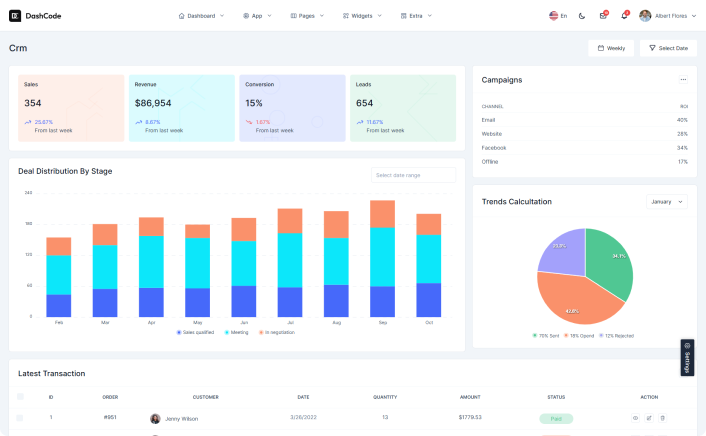 DashCode
Dashboard
App
Pages
Widgets
Extra
En
Albert Flores
Crm
Weekly
Select Date
Sales
354
25.67%
From last week
Revenue
$86,954
8.67%
From last week
Conversion
15%
1.67%
From last week
Leads
654
11.67%
From last week
Campaigns
CHANNEL ROI
Email 40%
Website 28%
Facebook 34%
Offline 17%
Deal Distribution By Stage
Select date range
240
180
120
60
0
Feb Mar Apr May Jun Jul Aug Sep Oct
Sales qualified Meeting In negotiation
Trends Calcultation
January
34.1%
42.6%
70% Sent 18% Opend 12% Rejected
Settings
Latest Transaction
ID ORDER CUSTOMER DATE QUANTITY AMOUNT STATUS ACTION
1 #951 Jenny Wilson 3/26/2022 13 $1779.53 Paid